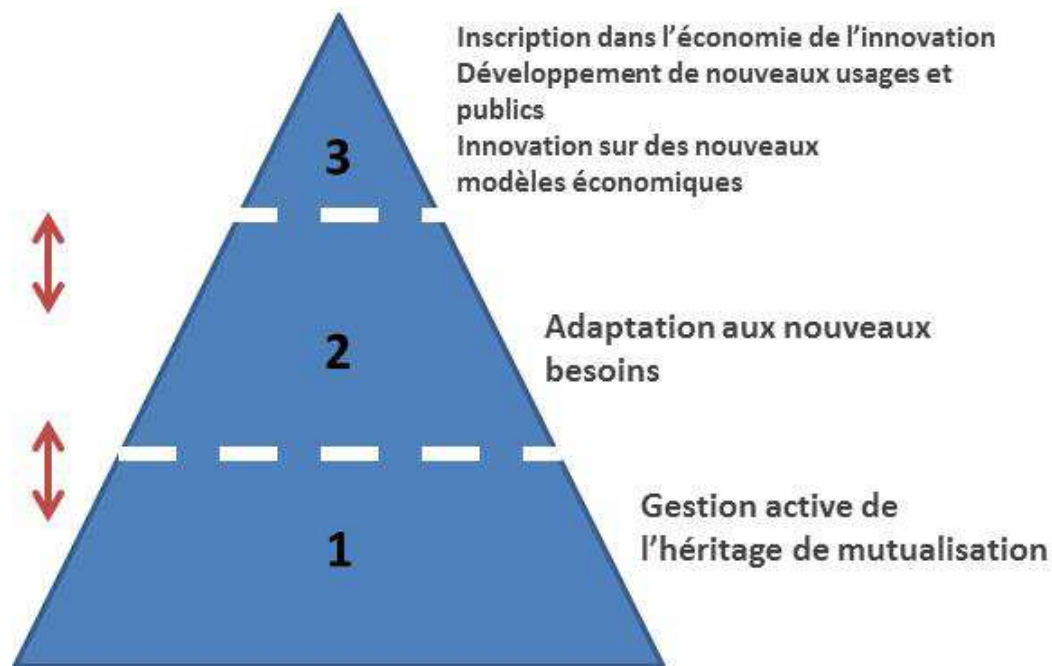 Inscription dans l’économie de l’innovation
Développement de nouveaux usages et
publics
Innovation sur des nouveaux
modèles économiques
3
2
Adaptation aux nouveaux
besoins
Gestion active de
l’héritage de mutualisation
1